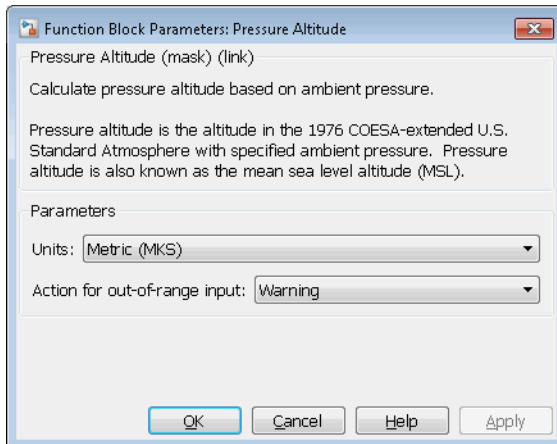 Function Block Parameters: Pressure Altitude
Pressure Altitude (mask) (link)
Calculate pressure altitude based on ambient pressure.
Pressure altitude is the altitude in the 1976 COESA-extended U.S.
Standard Atmosphere with specified ambient pressure.  Pressure
altitude is also known as the mean sea level altitude (MSL).
Parameters
Units: Metric (MKS)
Action for out-of-range input: Warning
OK Cancel Help Apply